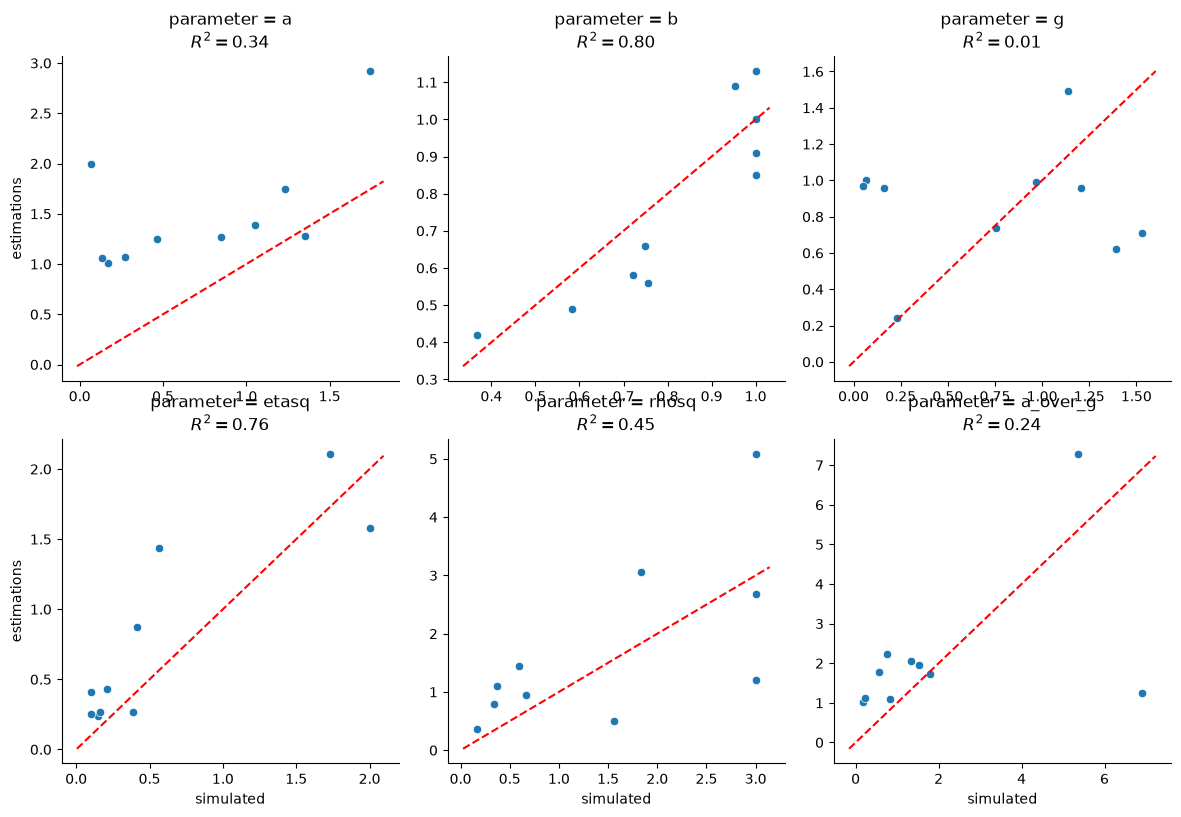 parameter = a
R² = 0.34
parameter = b
R² = 0.80
parameter = g
R² = 0.01
estimations
3.0
2.5
2.0
1.5
1.0
0.5
0.0
0.0 0.5 1.0 1.5
1.1
1.0
0.9
0.8
0.7
0.6
0.5
0.4
0.3
0.4 0.5 0.6 0.7 0.8 0.9 1.0
1.6
1.4
1.2
1.0
0.8
0.6
0.4
0.2
0.0
0.00 0.25 0.50 0.75 1.00 1.25 1.50
parameter = etasq
R² = 0.76
parameter = rhosq
R² = 0.45
parameter = a_over_g
R² = 0.24
estimations
2.0
1.5
1.0
0.5
0.0
0.0 0.5 1.0 1.5 2.0
simulated
5
4
3
2
1
0
0.0 0.5 1.0 1.5 2.0 2.5 3.0
simulated
7
6
5
4
3
2
1
0
0 2 4 6
simulated